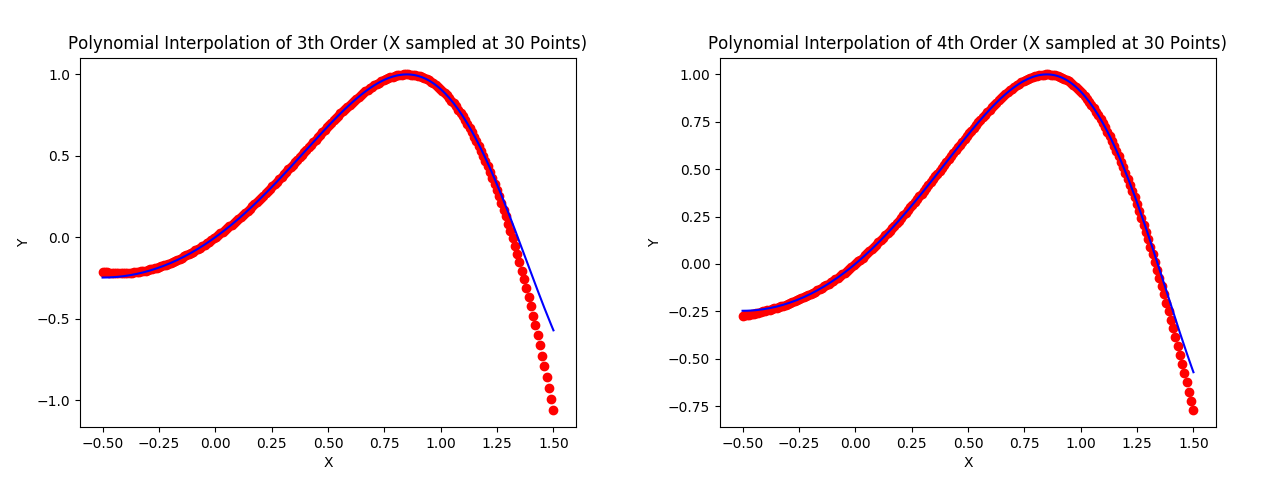 Polynomial Interpolation of 3th Order (X sampled at 30 Points)
1.0
0.5
0.0
−0.5
−1.0
Y
−0.50 −0.25 0.00 0.25 0.50 0.75 1.00 1.25 1.50
X
Polynomial Interpolation of 4th Order (X sampled at 30 Points)
1.00
0.75
0.50
0.25
0.00
−0.25
−0.50
−0.75
Y
−0.50 −0.25 0.00 0.25 0.50 0.75 1.00 1.25 1.50
X